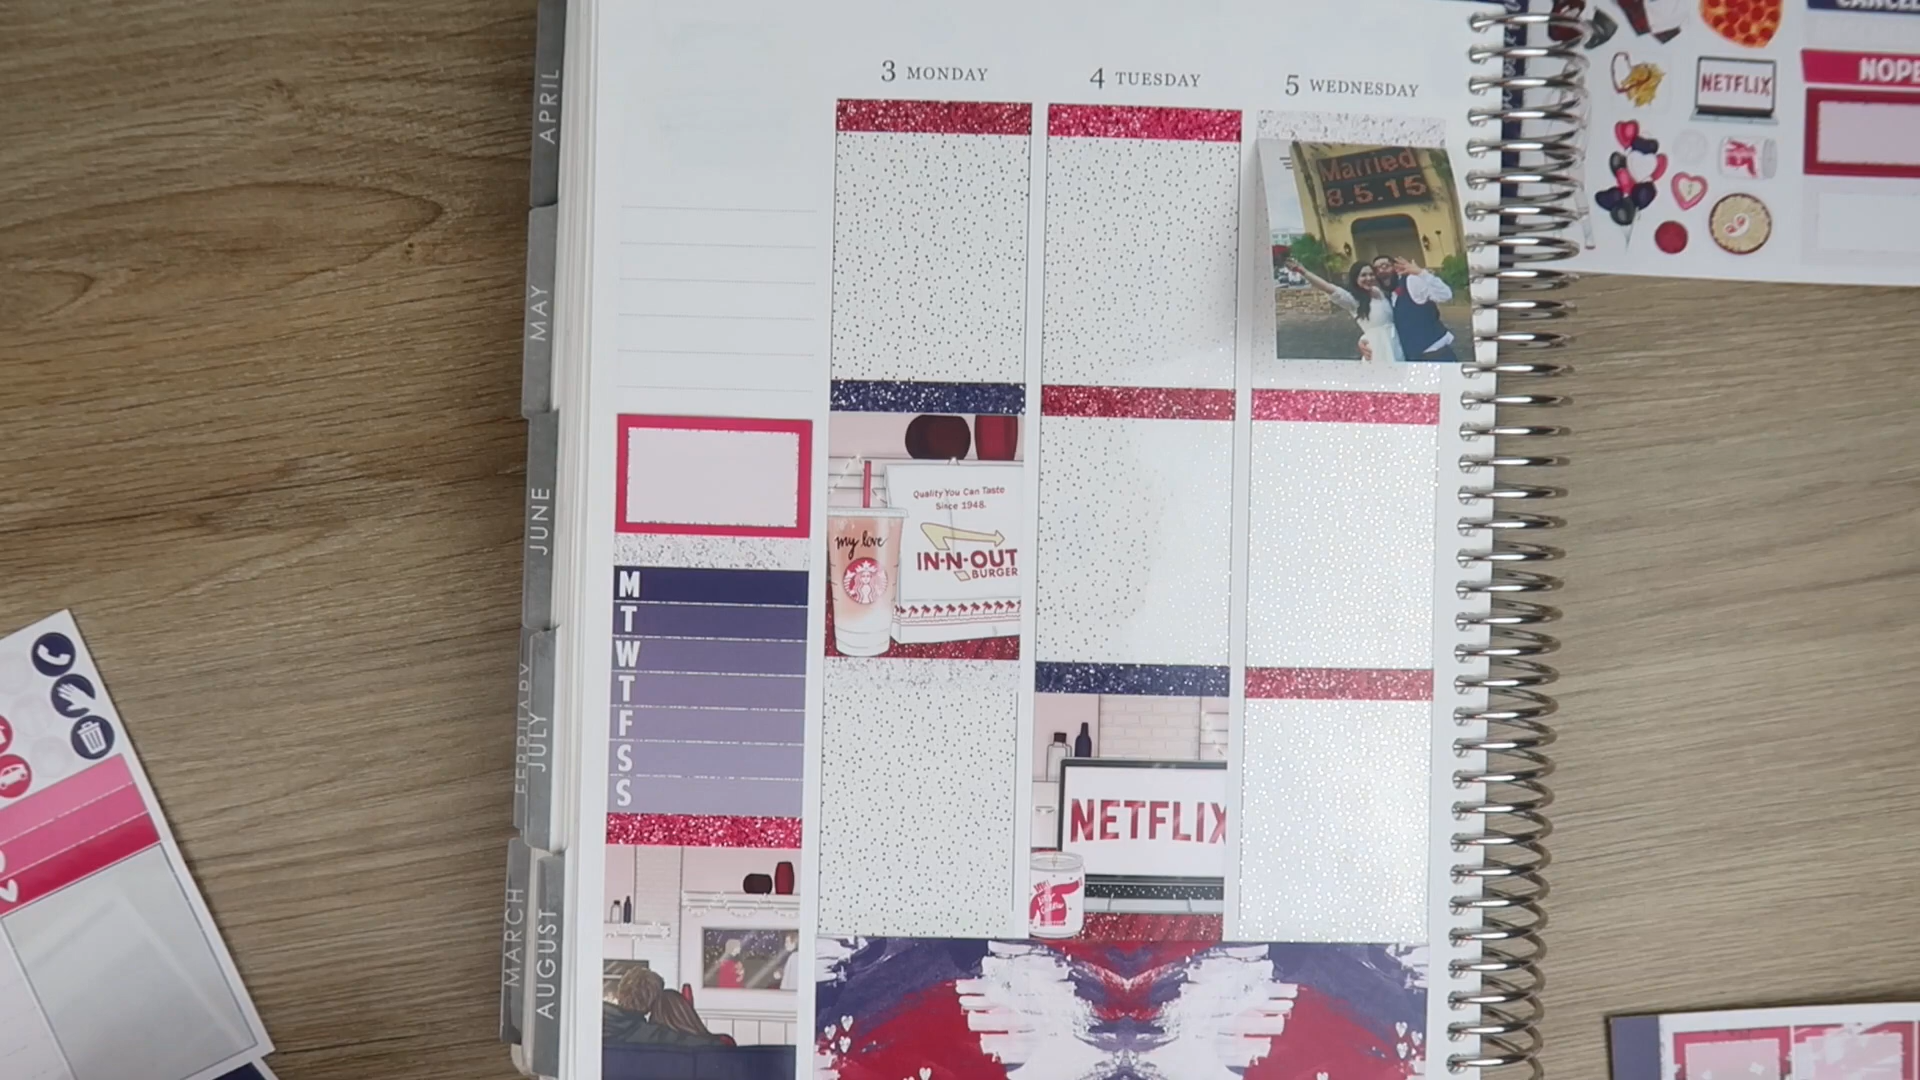 3 MONDAY
4 TUESDAY
5 WEDNESDAY
Married
8.5.15
APRIL
MAY
JUNE
FEBRUARY
JULY
MARCH
AUGUST
M
T
W
T
F
S
S
Quality You Can Taste
Since 1948.
IN-N-OUT
BURGER
my love
NETFLIX
NETFLIX
NOPE